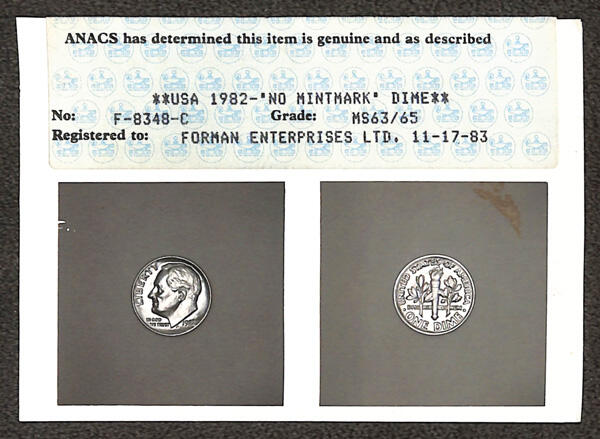 ANACS has determined this item is genuine and as described
**USA 1982-"NO MINTMARK" DIME**
No: F-8348-C Grade: MS63/65
Registered to: FORMAN ENTERPRISES LTD. 11-17-83
LIBERTY
IN GOD
WE TRUST
UNITED STATES OF AMERICA
ONE DIME